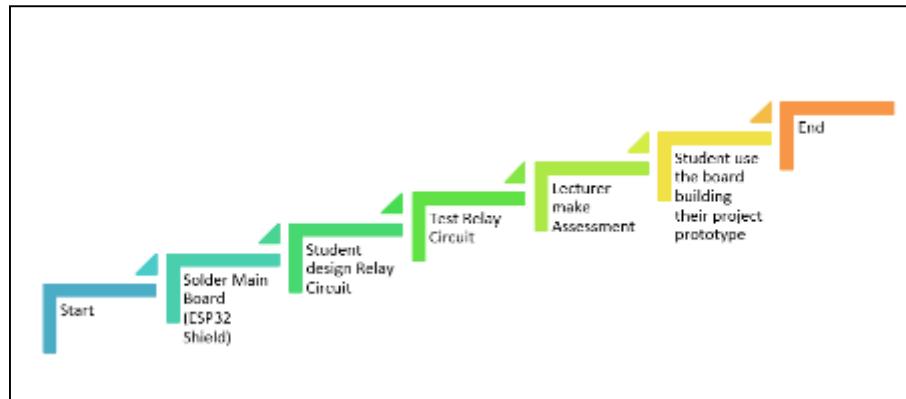 Start
Solder Main
Board
(ESP32
Shield)
Student
design Relay
Circuit
Test Relay
Circuit
Lecturer
make
Assessment
Student use
the board
building
their project
prototype
End